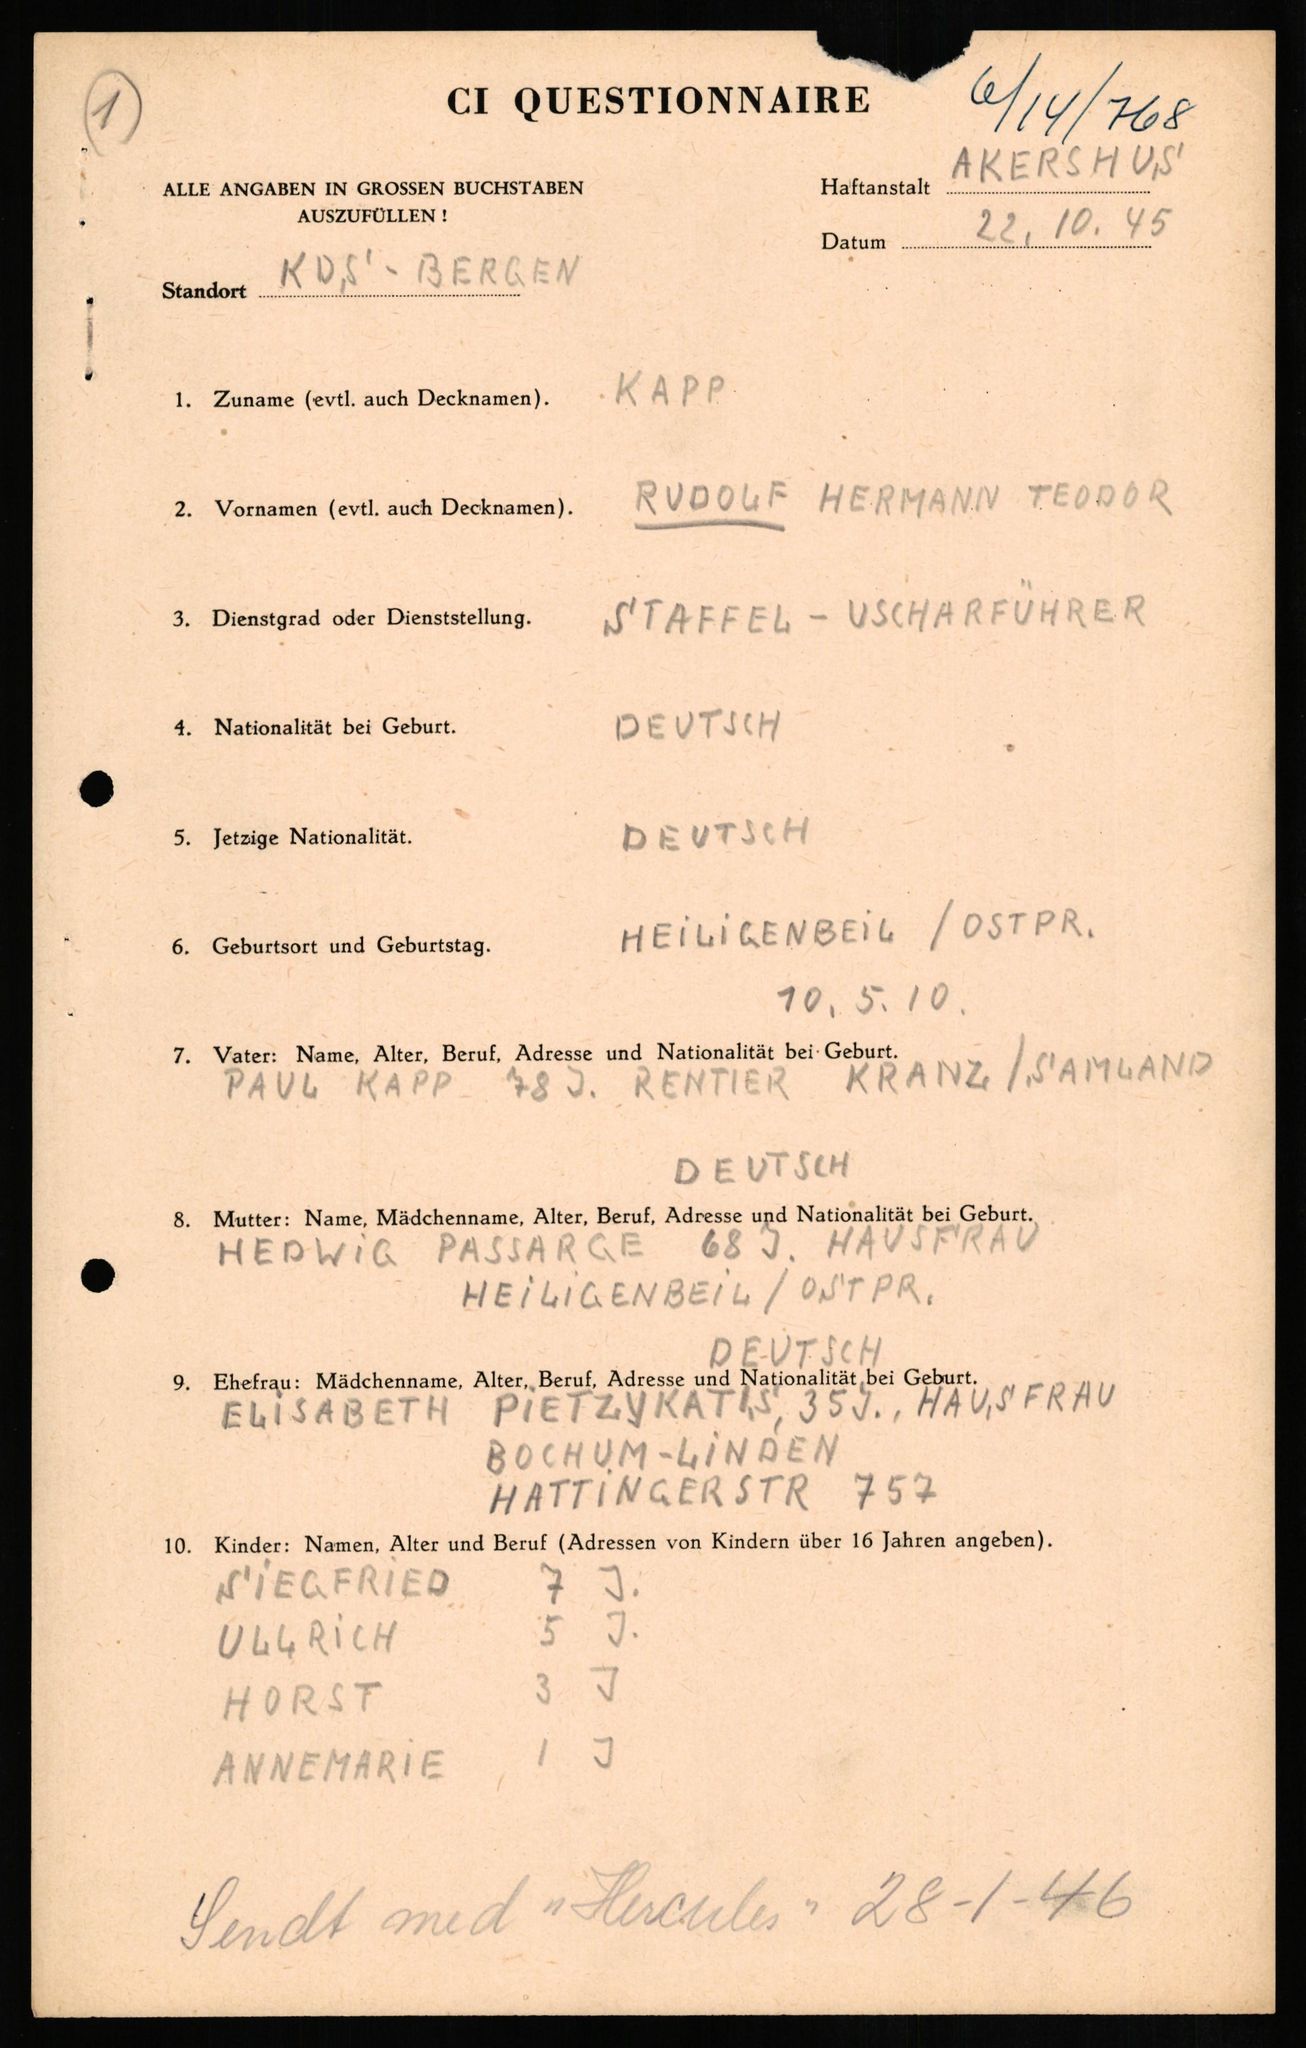 1
CI QUESTIONNAIRE
6/14/768
ALLE ANGABEN IN GROSSEN BUCHSTABEN
AUSZUFÜLLEN !
Haftanstalt AKERSHUS
Datum 22. 10. 45
Standort KDS - BERGEN
1. Zuname (evtl. auch Decknamen). KAPP
2. Vornamen (evtl. auch Decknamen). RUDOLF HERMANN TEODOR
3. Dienstgrad oder Dienststellung. STAFFEL - USCHARFÜHRER
4. Nationalität bei Geburt. DEUTSCH
5. Jetzige Nationalität. DEUTSCH
6. Geburtsort und Geburtstag. HEILIGENBEIL / OSTPR.
10. 5. 10.
7. Vater: Name, Alter, Beruf, Adresse und Nationalität bei Geburt.
PAUL KAPP 78 J. RENTIER KRANZ / SAMLAND
DEUTSCH
8. Mutter: Name, Mädchenname, Alter, Beruf, Adresse und Nationalität bei Geburt.
HEDWIG PASSARGE 68 J. HAUSFRAU
HEILIGENBEIL / OSTPR.
DEUTSCH
9. Ehefrau: Mädchenname, Alter, Beruf, Adresse und Nationalität bei Geburt.
ELISABETH PIETZYKATIS, 35 J., HAUSFRAU
BOCHUM-LINDEN
HATTINGERSTR 757
10. Kinder: Namen, Alter und Beruf (Adressen von Kindern über 16 Jahren angeben).
SIEGFRIED 7 J.
ULLRICH 5 J.
HORST 3 J
ANNEMARIE 1 J
Sendt med "Hercules" 28-1-46